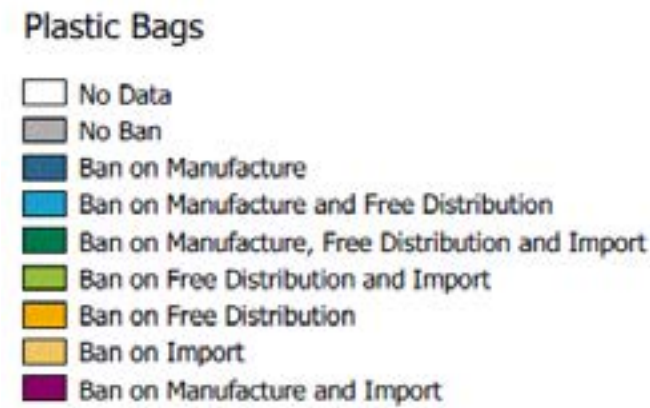 Plastic Bags
No Data
No Ban
Ban on Manufacture
Ban on Manufacture and Free Distribution
Ban on Manufacture, Free Distribution and Import
Ban on Free Distribution and Import
Ban on Free Distribution
Ban on Import
Ban on Manufacture and Import